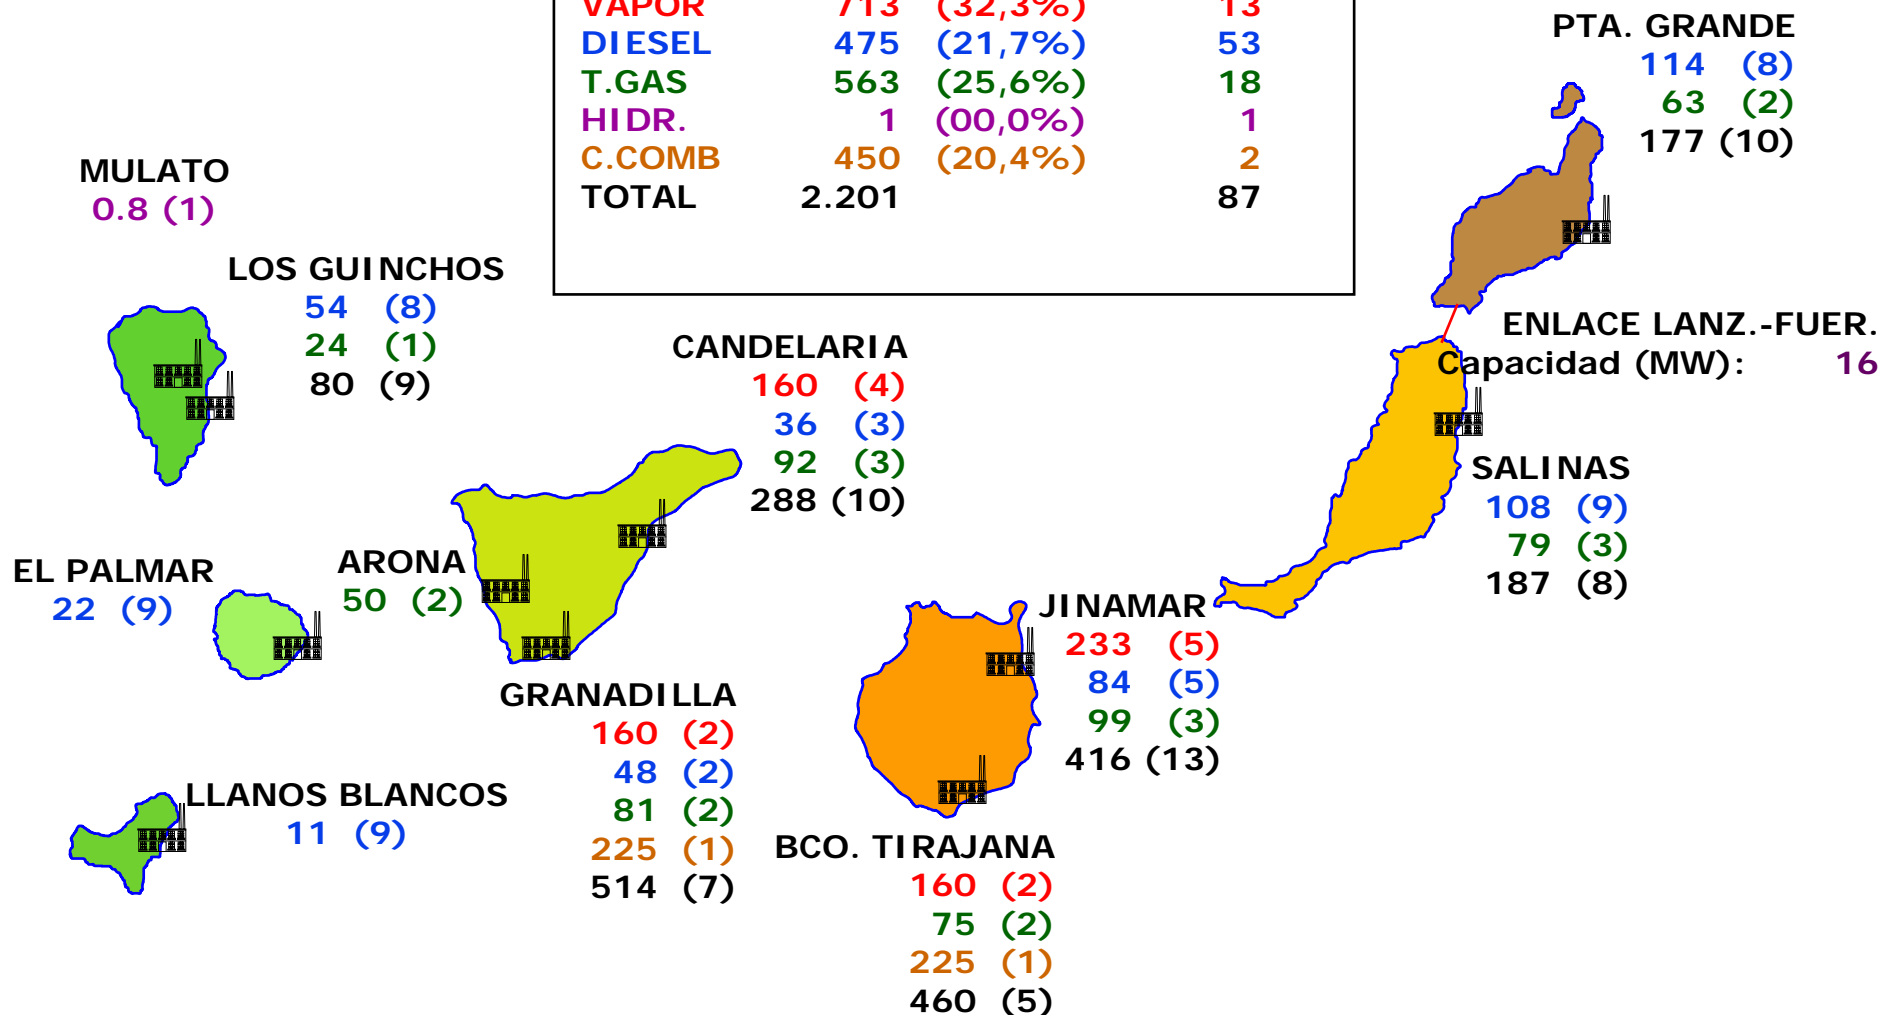 VAPOR 713 (32,3%) 13
DIESEL 475 (21,7%) 53
T.GAS 563 (25,6%) 18
HIDR. 1 (00,0%) 1
C.COMB 450 (20,4%) 2
TOTAL 2.201 87
PTA. GRANDE
114 (8)
63 (2)
177 (10)
MULATO
0.8 (1)
LOS GUINCHOS
54 (8)
24 (1)
80 (9)
ENLACE LANZ.-FUER.
Capacidad (MW): 16
CANDELARIA
160 (4)
36 (3)
92 (3)
288 (10)
SALINAS
108 (9)
79 (3)
187 (8)
EL PALMAR
22 (9)
ARONA
50 (2)
JINAMAR
233 (5)
84 (5)
99 (3)
416 (13)
GRANADILLA
160 (2)
48 (2)
81 (2)
225 (1)
514 (7)
LLANOS BLANCOS
11 (9)
BCO. TIRAJANA
160 (2)
75 (2)
225 (1)
460 (5)